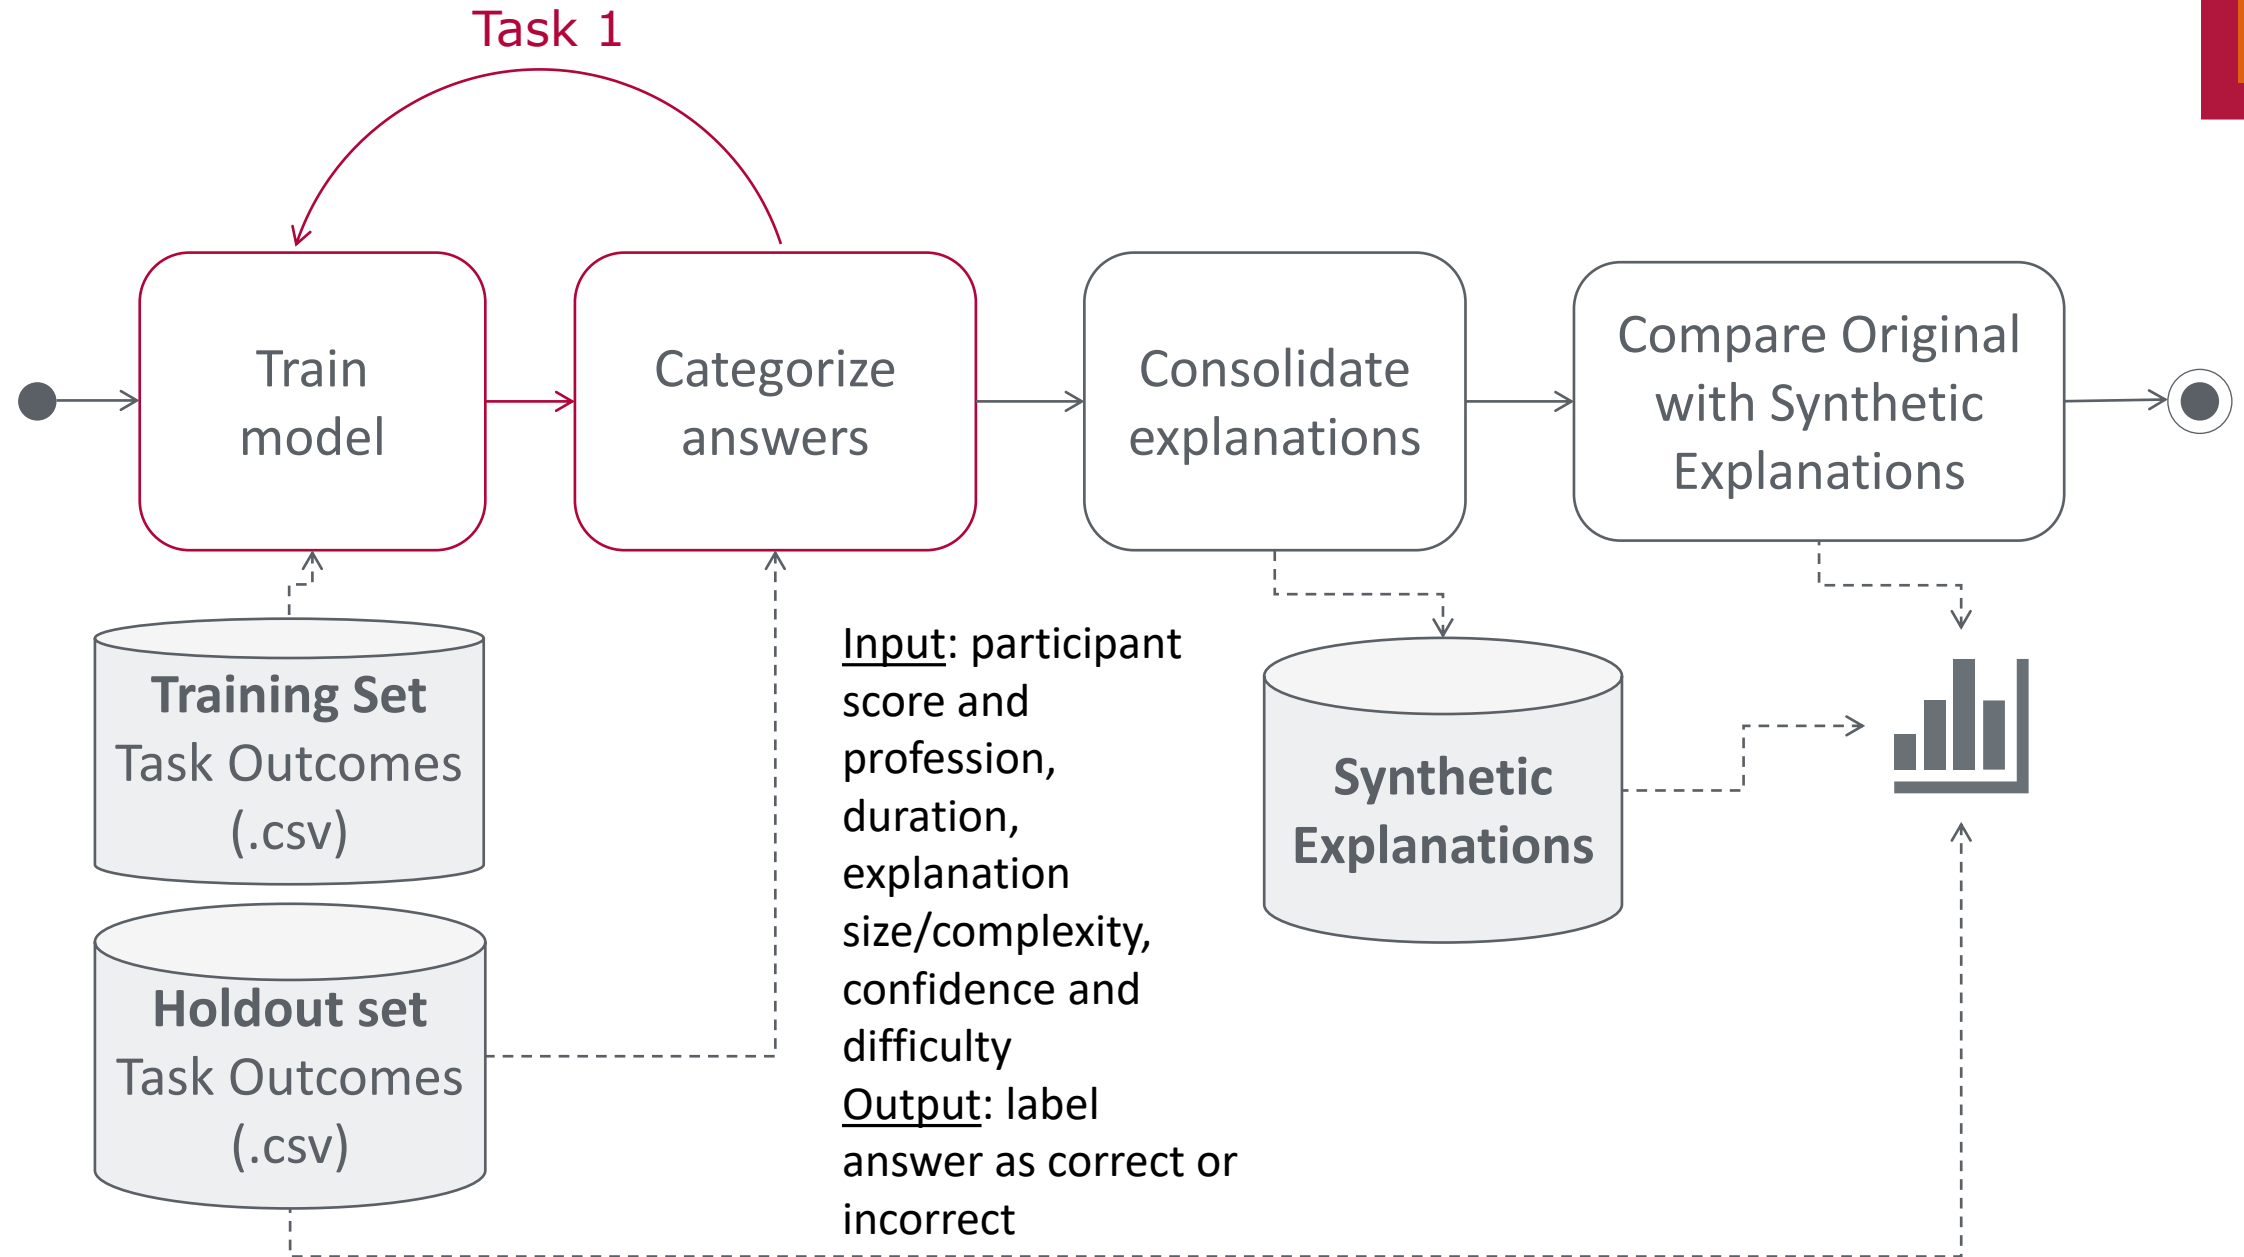 Task 1
Train
model
Categorize
answers
Consolidate
explanations
Compare Original
with Synthetic
Explanations
Training Set
Task Outcomes
(.csv)
Holdout set
Task Outcomes
(.csv)
Input: participant
score and
profession,
duration,
explanation
size/complexity,
confidence and
difficulty
Output: label
answer as correct or
incorrect
Synthetic
Explanations